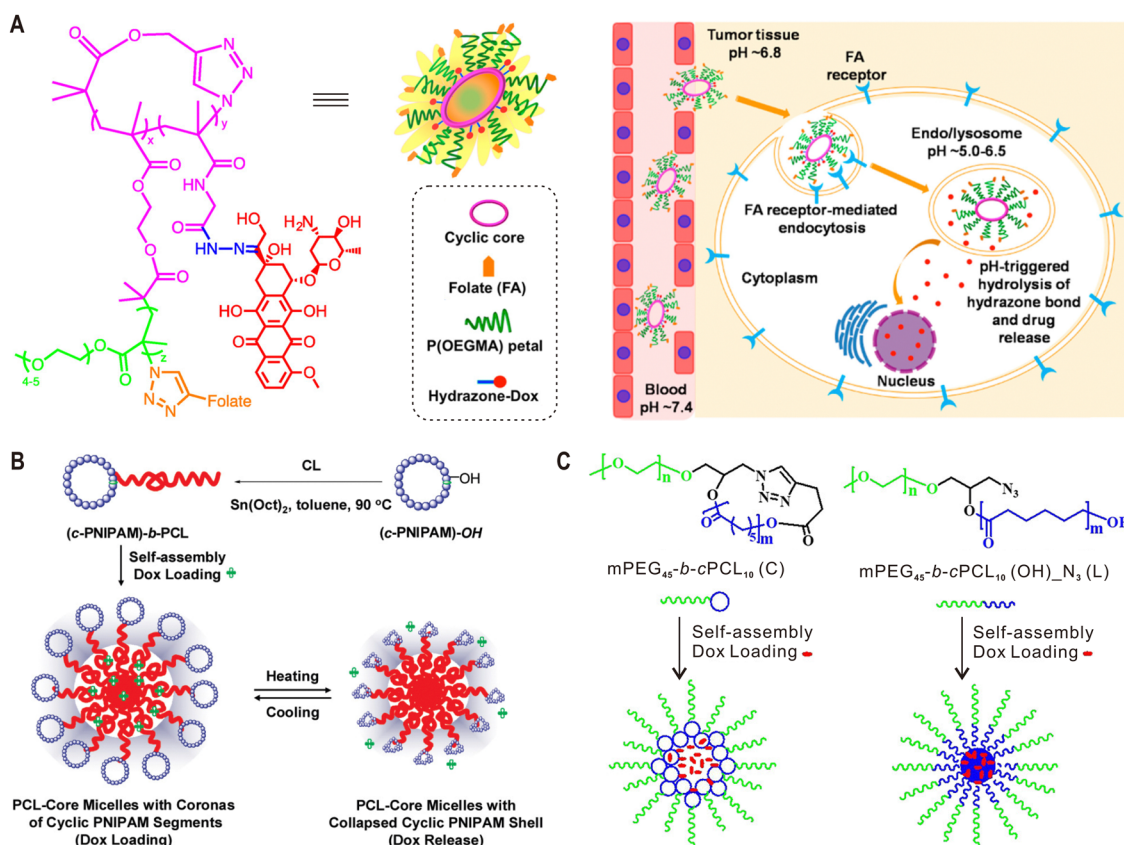 A
O
O
N
N
N
x
y
O
O
O
NH
O
O
HN
N
HO
OH
H2N
OH
O
O
O
O
OH
HO
OH
O
O
O
O
O
4-5
O
z
N
N
N
Folate
Cyclic core
Folate (FA)
P(OEGMA) petal
Hydrazone-Dox
Tumor tissue
pH ~6.8
FA
receptor
Endo/lysosome
pH ~5.0-6.5
FA receptor-mediated
endocytosis
Cytoplasm
pH-triggered
hydrolysis of
hydrazone bond
and drug
release
Nucleus
Blood
pH ~7.4
B
CL
Sn(Oct)2, toluene, 90 ºC
OH
(c-PNIPAM)-b-PCL
(c-PNIPAM)-OH
Self-assembly
Dox Loading
Heating
Cooling
PCL-Core Micelles with Coronas
of Cyclic PNIPAM Segments
(Dox Loading)
PCL-Core Micelles with
Collapsed Cyclic PNIPAM Shell
(Dox Release)
C
O
n
O
N
N
N
O
O
5
m
O
O
mPEG45-b-cPCL10 (C)
Self-assembly
Dox Loading
O
n
O
N3
O
O
m
OH
mPEG45-b-cPCL10 (OH)_N3 (L)
Self-assembly
Dox Loading